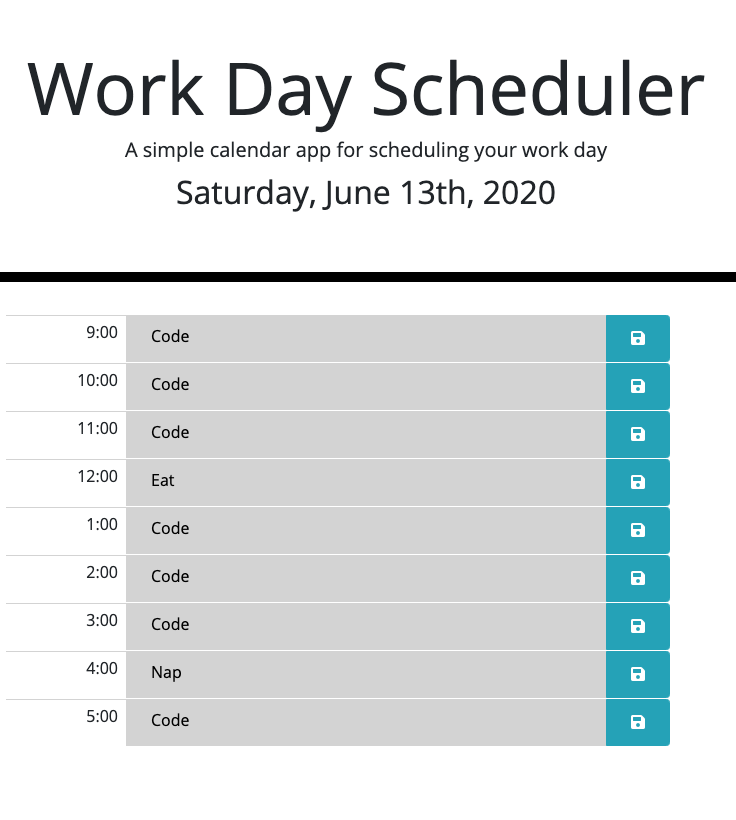 Work Day Scheduler
A simple calendar app for scheduling your work day
Saturday, June 13th, 2020
9:00 Code
10:00 Code
11:00 Code
12:00 Eat
1:00 Code
2:00 Code
3:00 Code
4:00 Nap
5:00 Code